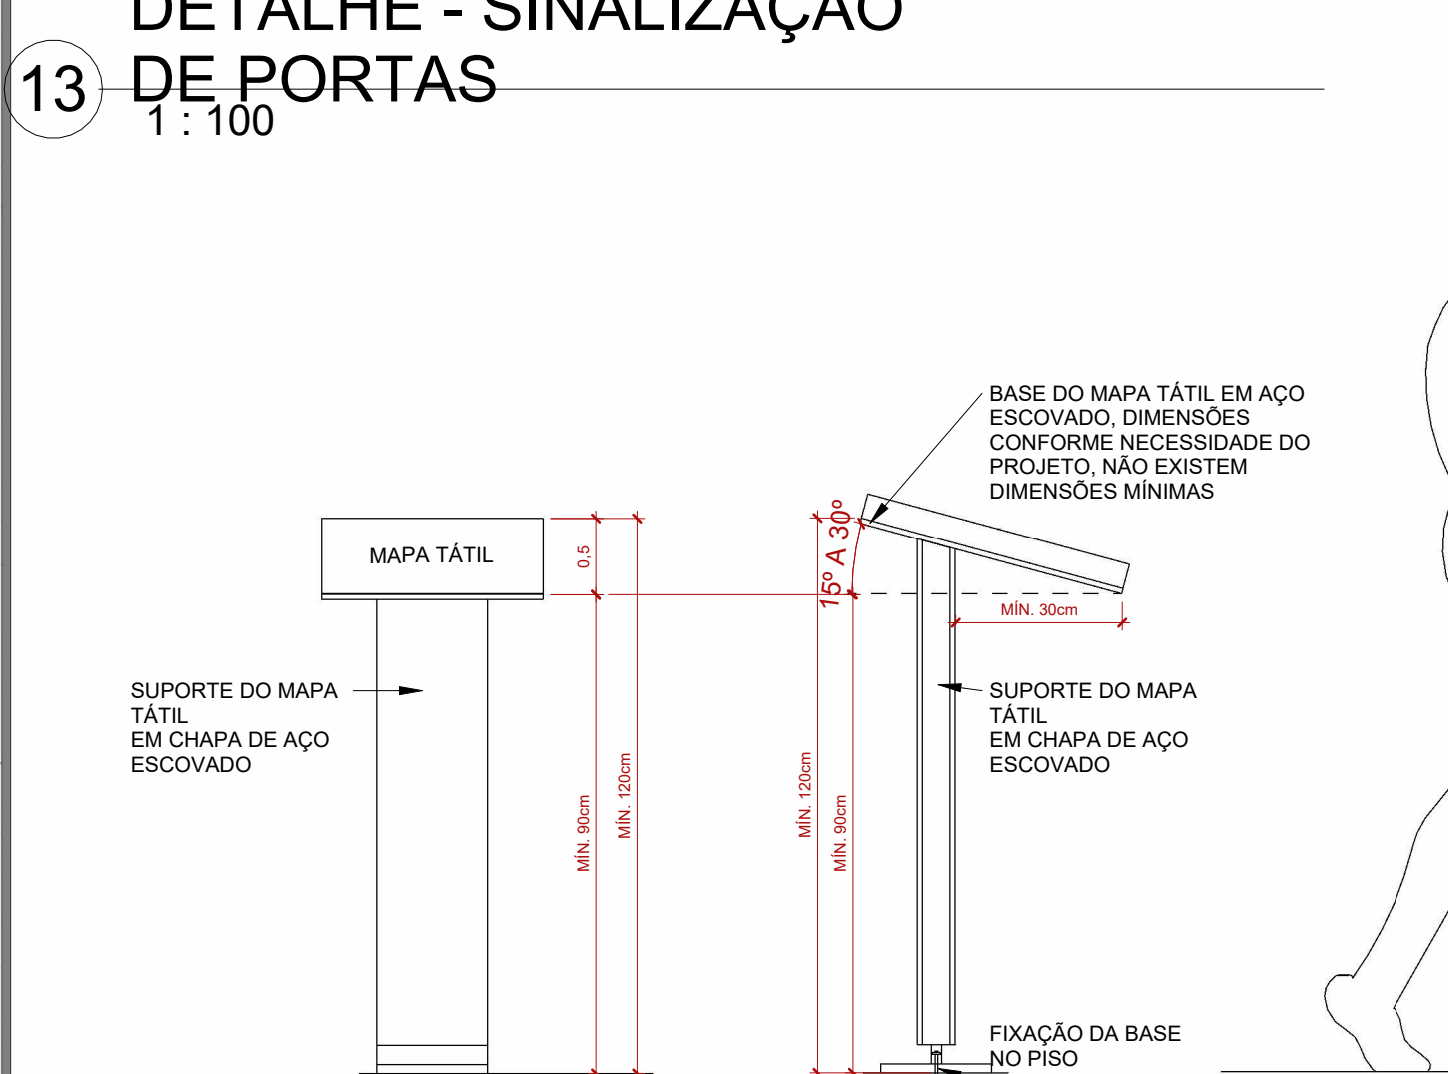 DETALHE - SINALIZAÇÃO
DE PORTAS
13
1 : 100
BASE DO MAPA TÁTIL EM AÇO
ESCOVADO, DIMENSÕES
CONFORME NECESSIDADE DO
PROJETO, NÃO EXISTEM
DIMENSÕES MÍNIMAS
MAPA TÁTIL
0,5
15º A 30º
MÍN. 30cm
SUPORTE DO MAPA
TÁTIL
EM CHAPA DE AÇO
ESCOVADO
MÍN. 90cm
MÍN. 120cm
MÍN. 120cm
MÍN. 90cm
SUPORTE DO MAPA
TÁTIL
EM CHAPA DE AÇO
ESCOVADO
FIXAÇÃO DA BASE
NO PISO